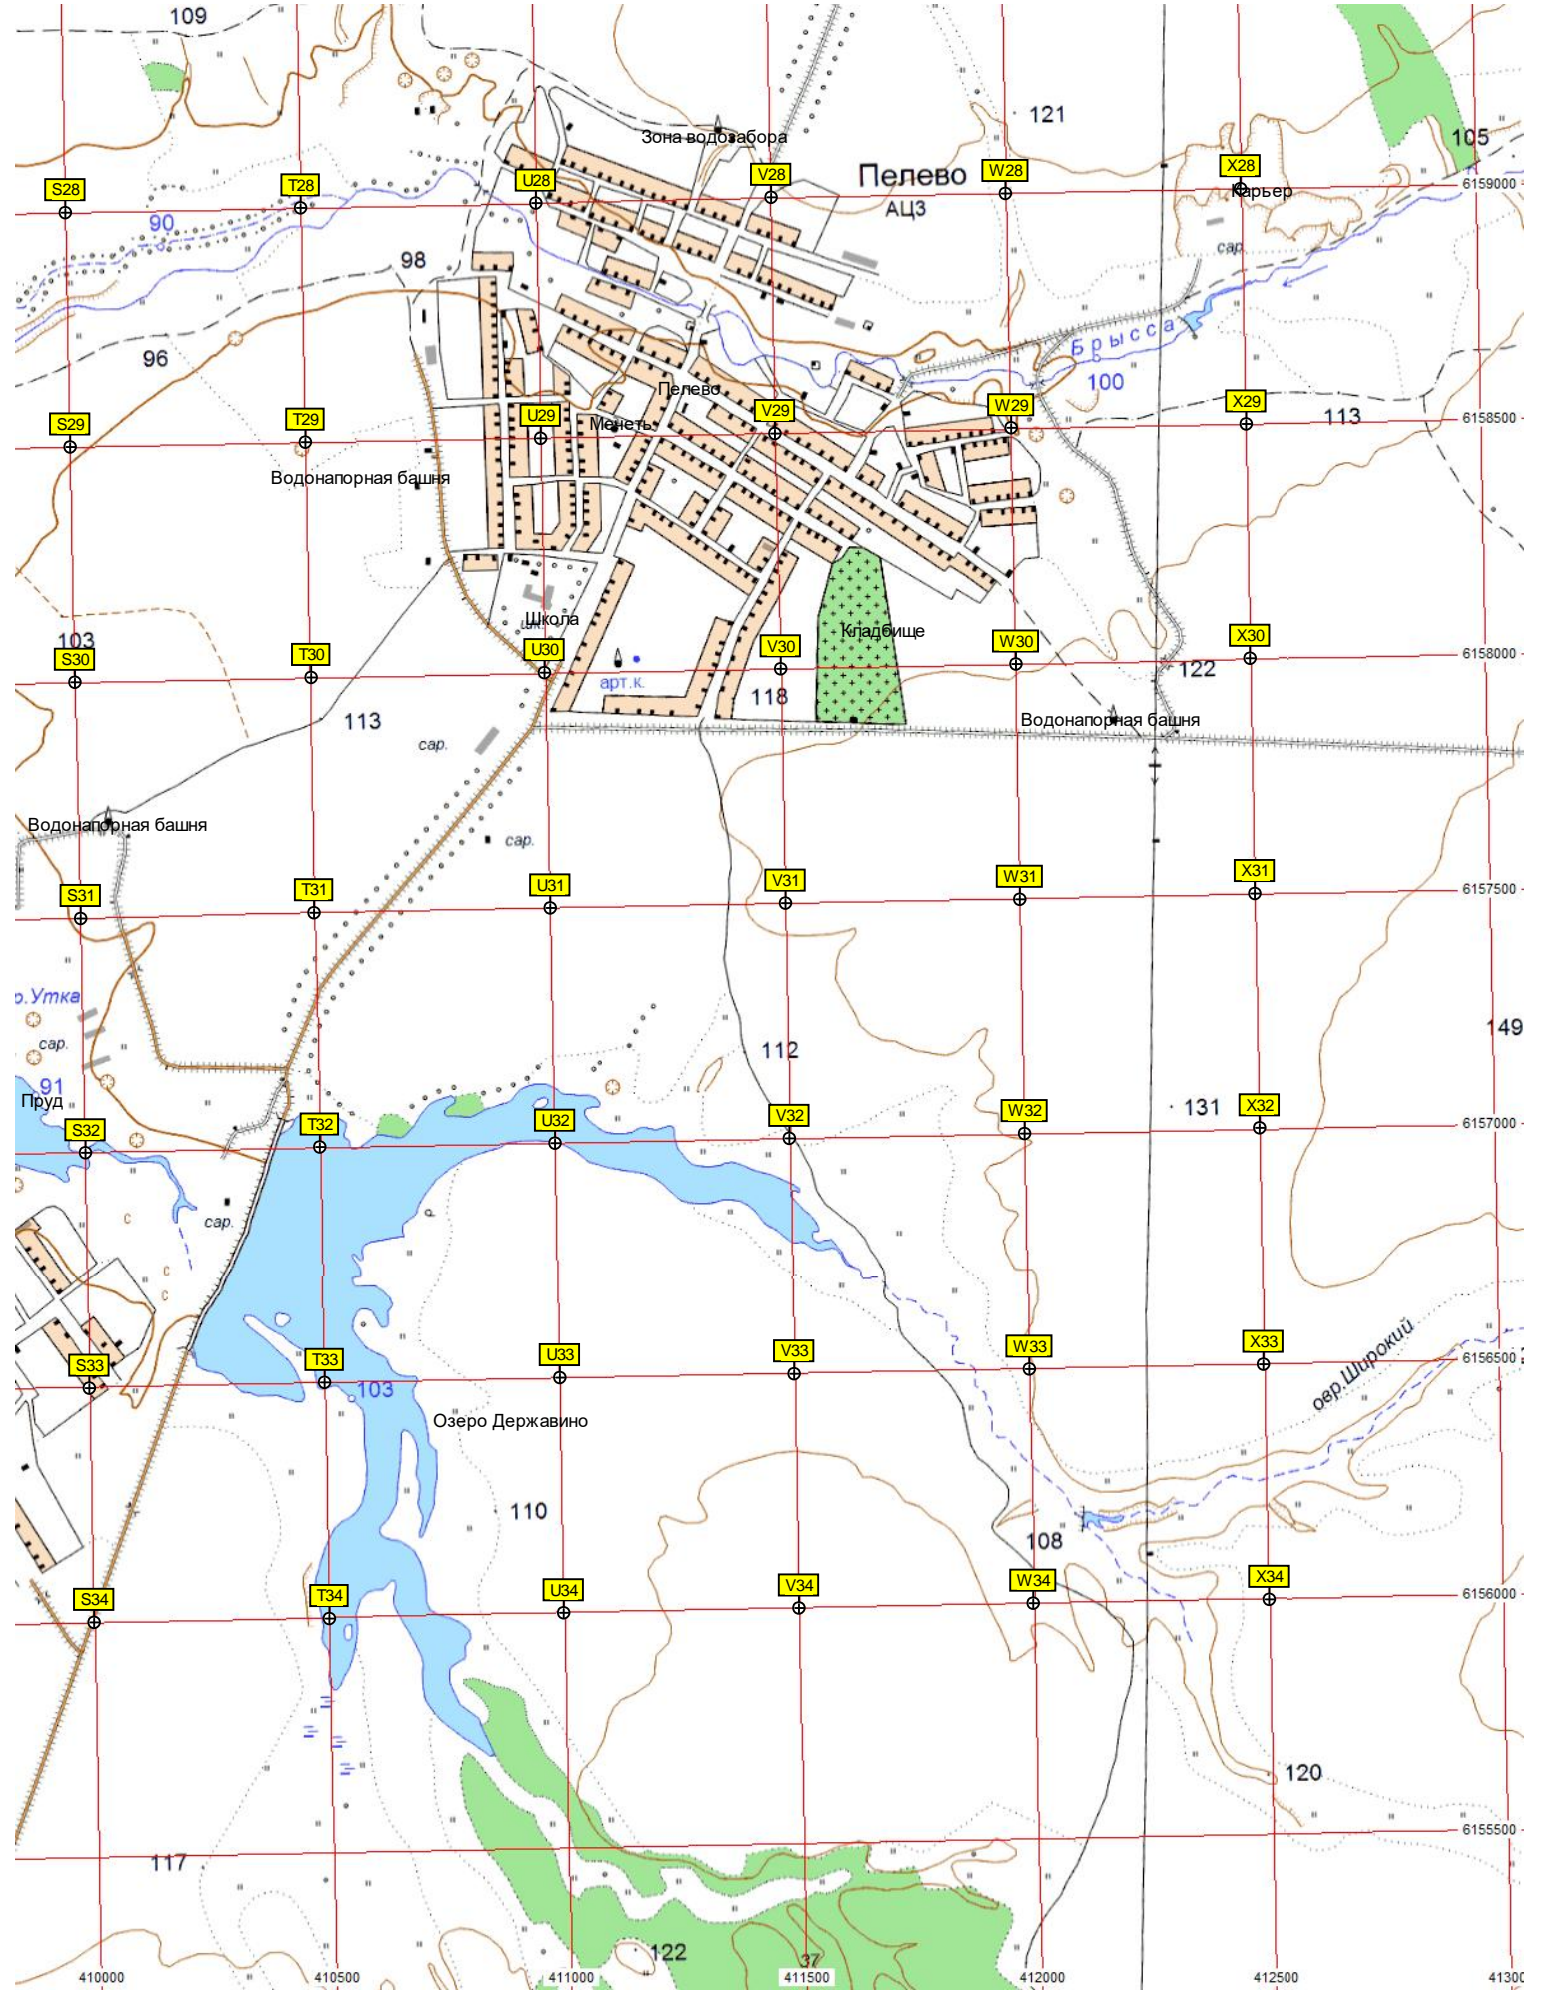 109
Зона водозабора
121
105
S28
T28
U28
V28
Пелево
W28
X28
6159000
Карьер
АЦЗ
90
сар.
98
Брысса
96
100
Пелево
S29
T29
U29
Мечеть
V29
W29
X29
113
6158500
Водонапорная башня
103
Школа
шк.
Кладбище
S30
T30
U30
V30
W30
X30
6158000
арт.к.
118
122
113
Водонапорная башня
сар.
Водонапорная башня
сар.
S31
T31
U31
V31
W31
X31
6157500
р.Утка
149
сар.
112
91
Пруд
131
S32
T32
U32
V32
W32
X32
6157000
сар.
S33
T33
U33
V33
W33
X33
6156500
овр.Широкий
103
Озеро Державино
110
108
S34
T34
U34
V34
W34
X34
6156000
120
6155500
117
122
37
410000
410500
411000
411500
412000
412500
41300